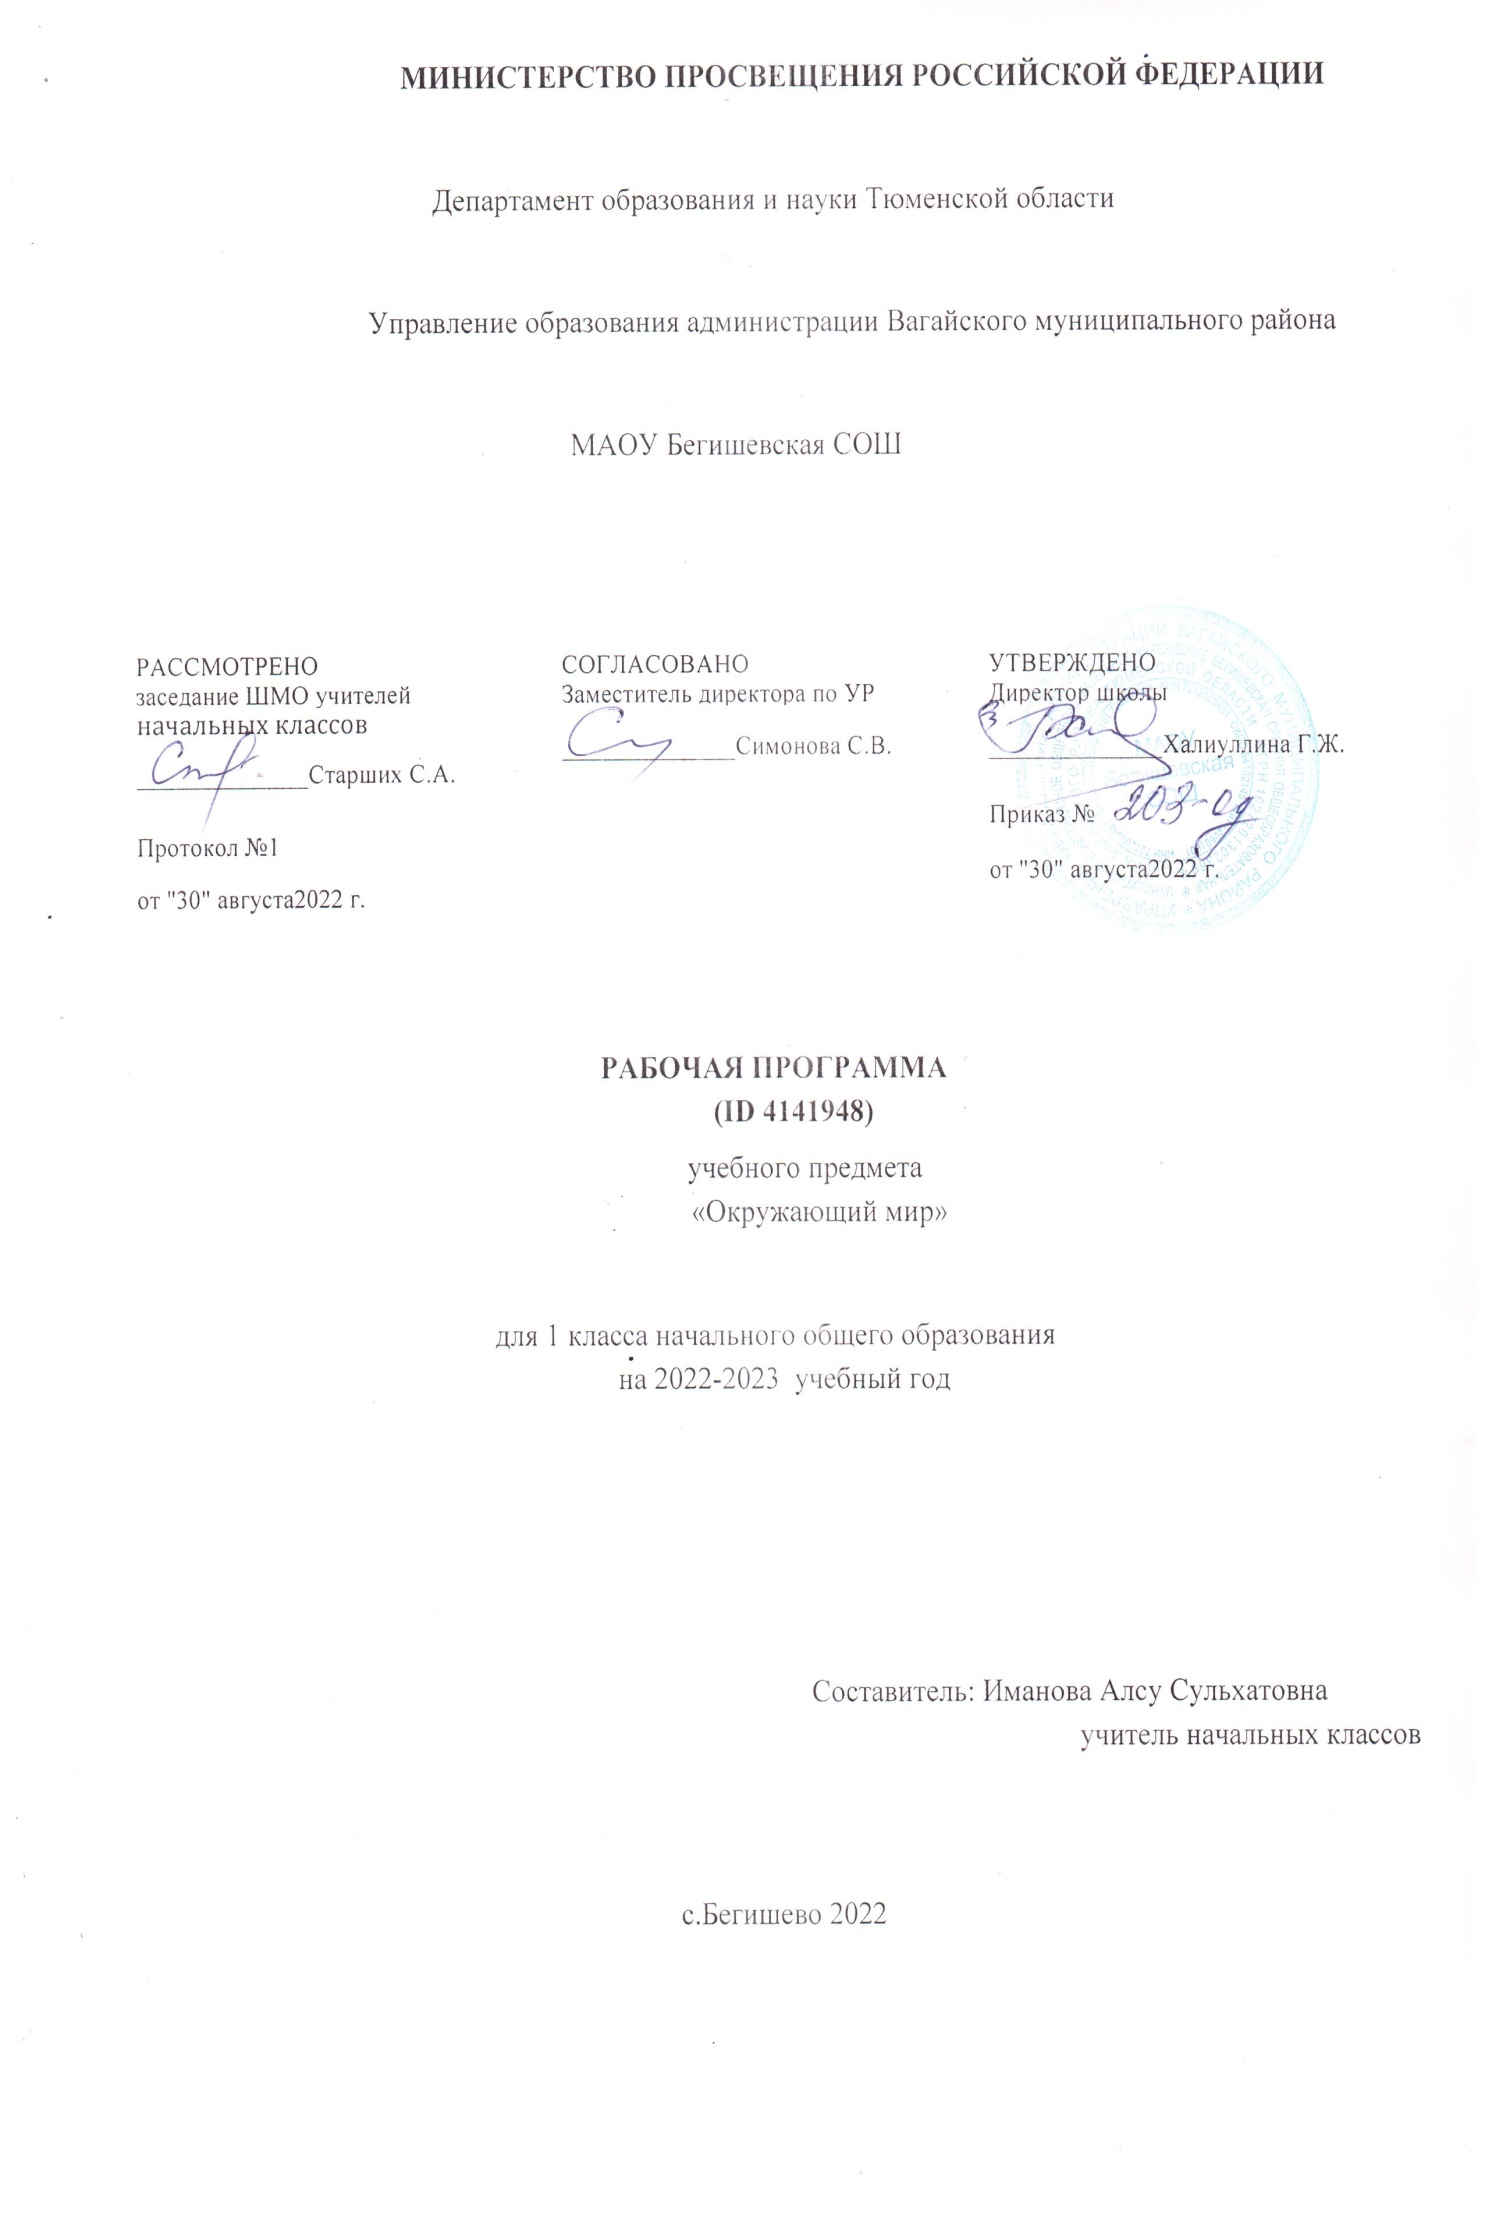 МИНИСТЕРСТВО ПРОСВЕЩЕНИЯ РОССИЙСКОЙ ФЕДЕРАЦИИ
Департамент образования и науки Тюменской области
Управление образования администрации Вагайского муниципального района
МАОУ Бегишевская СОШ
РАССМОТРЕНО
заседание ШМО учителей
начальных классов
Старших С.А.
Протокол №1
от "30" августа2022 г.
СОГЛАСОВАНО
Заместитель директора по УР
Симонова С.В.
УТВЕРЖДЕНО
Директор школы
Халиуллина Г.Ж.
Приказ № 203-од
от "30" августа2022 г.
РАБОЧАЯ ПРОГРАММА
(ID 4141948)
учебного предмета
«Окружающий мир»
для 1 класса начального общего образования
на 2022-2023 учебный год
Составитель: Иманова Алсу Сульхатовна
учитель начальных классов
с.Бегишево 2022